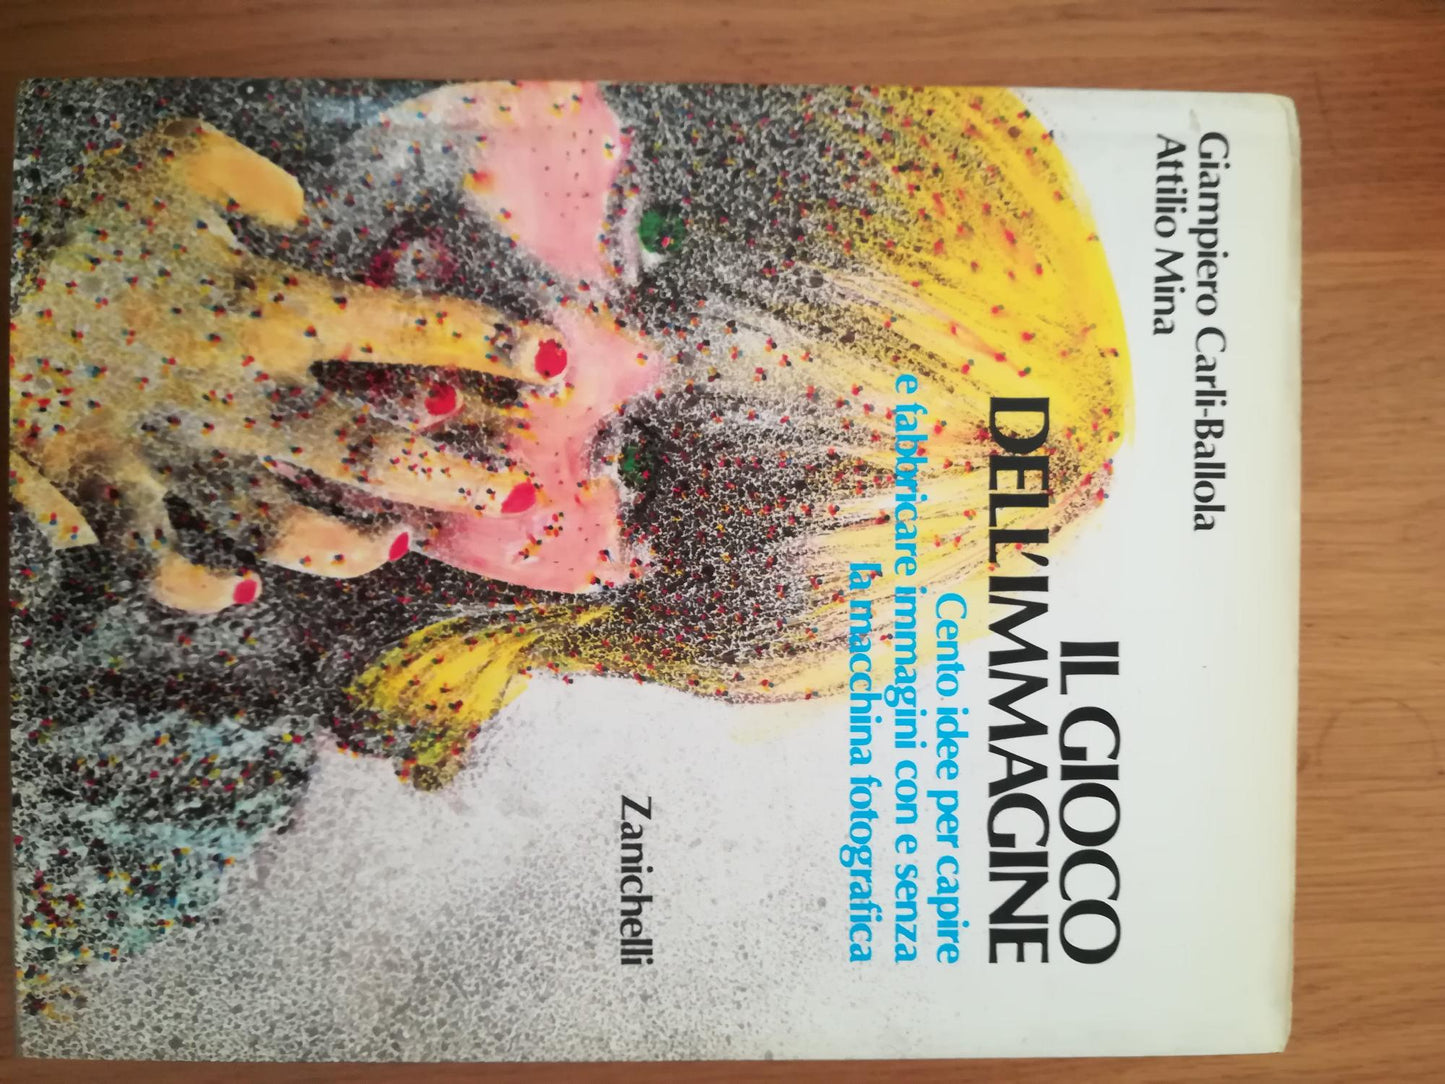 Giampiero Carli-Ballola
Attilio Mina
IL GIOCO
DELL'IMMAGINE
Cento idee per capire
e fabbricare immagini con e senza
la macchina fotografica
Zanichelli